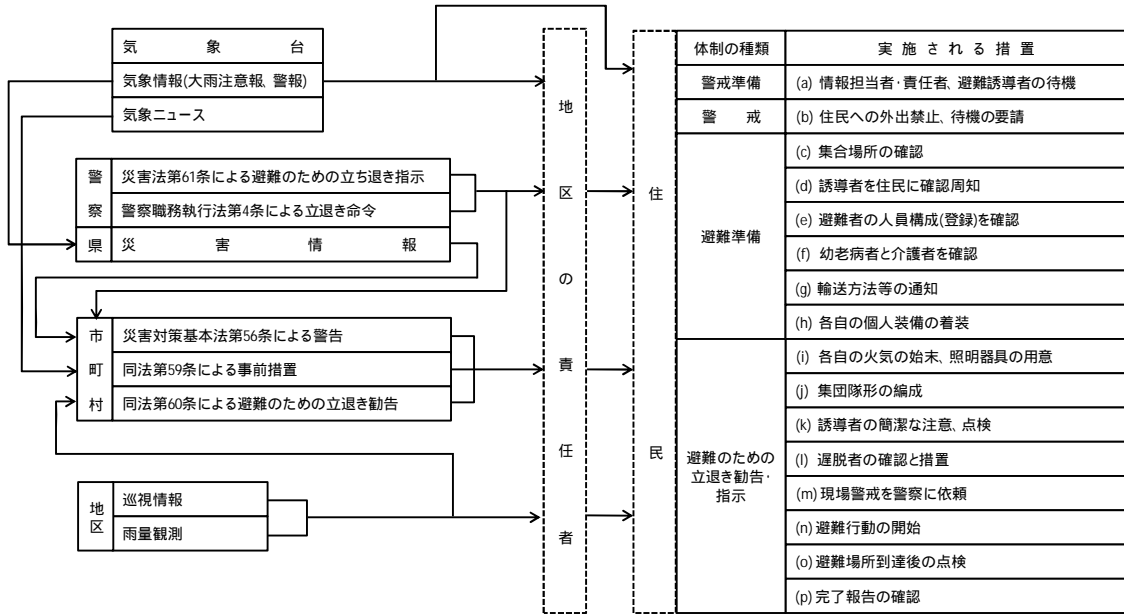 気象台
気象情報(大雨注意報、警報)
気象ニュース
警察
災害法第61条による避難のための立ち退き指示
警察職務執行法第4条による立退き命令
県
災害情報
市町村
災害対策基本法第56条による警告
同法第59条による事前措置
同法第60条による避難のための立退き勧告
地区
巡視情報
雨量観測
地区の責任者
住民
体制の種類
実施される措置
警戒準備
(a) 情報担当者・責任者、避難誘導者の待機
警戒
(b) 住民への外出禁止、待機の要請
避難準備
(c) 集合場所の確認
(d) 誘導者を住民に確認周知
(e) 避難者の人員構成(登録)を確認
(f) 幼老病者と介護者を確認
(g) 輸送方法等の通知
(h) 各自の個人装備の着装
避難のための
立退き勧告・
指示
(i) 各自の火気の始末、照明器具の用意
(j) 集団隊形の編成
(k) 誘導者の簡潔な注意、点検
(l) 遅脱者の確認と措置
(m) 現場警戒を警察に依頼
(n) 避難行動の開始
(o) 避難場所到達後の点検
(p) 完了報告の確認